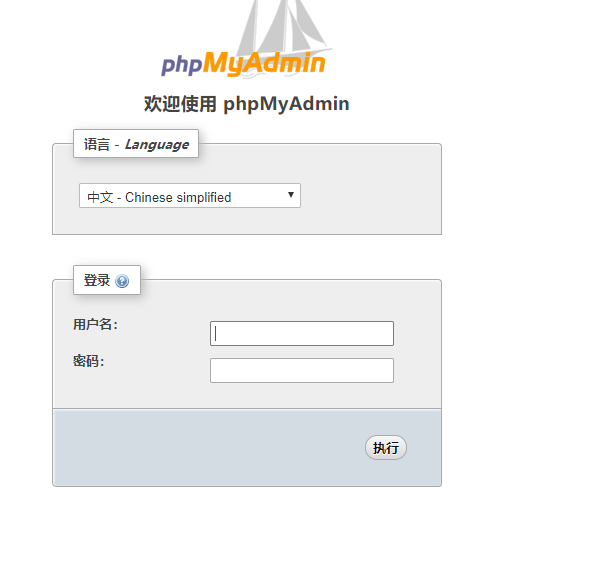 phpMyAdmin
欢迎使用 phpMyAdmin
语言 - Language
中文 - Chinese simplified
登录
用户名:
密码:
执行